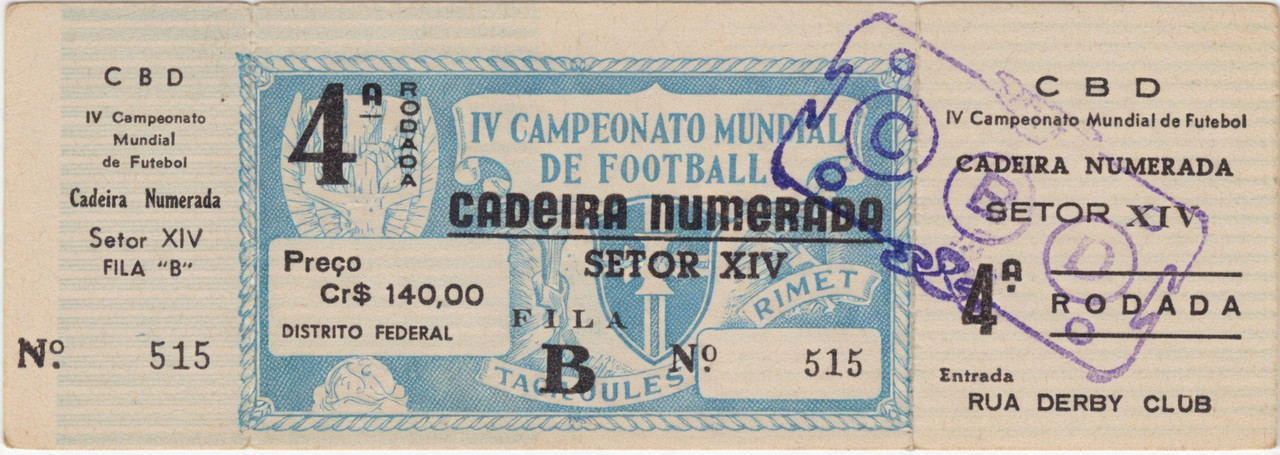 C B D
IV Campeonato
Mundial
de Futebol
Cadeira Numerada
Setor XIV
FILA "B"
Nº. 515
4ª RODADA
IV CAMPEONATO MUNDIAL
DE FOOTBALL
CADEIRA NUMERADA
SETOR XIV
Preço
Cr$ 140,00
DISTRITO FEDERAL
FILA
B
RIMET
Nº 515
C B D
IV Campeonato Mundial de Futebol
CADEIRA NUMERADA
SETOR XIV
4ª RODADA
Entrada
RUA DERBY CLUB
C B D